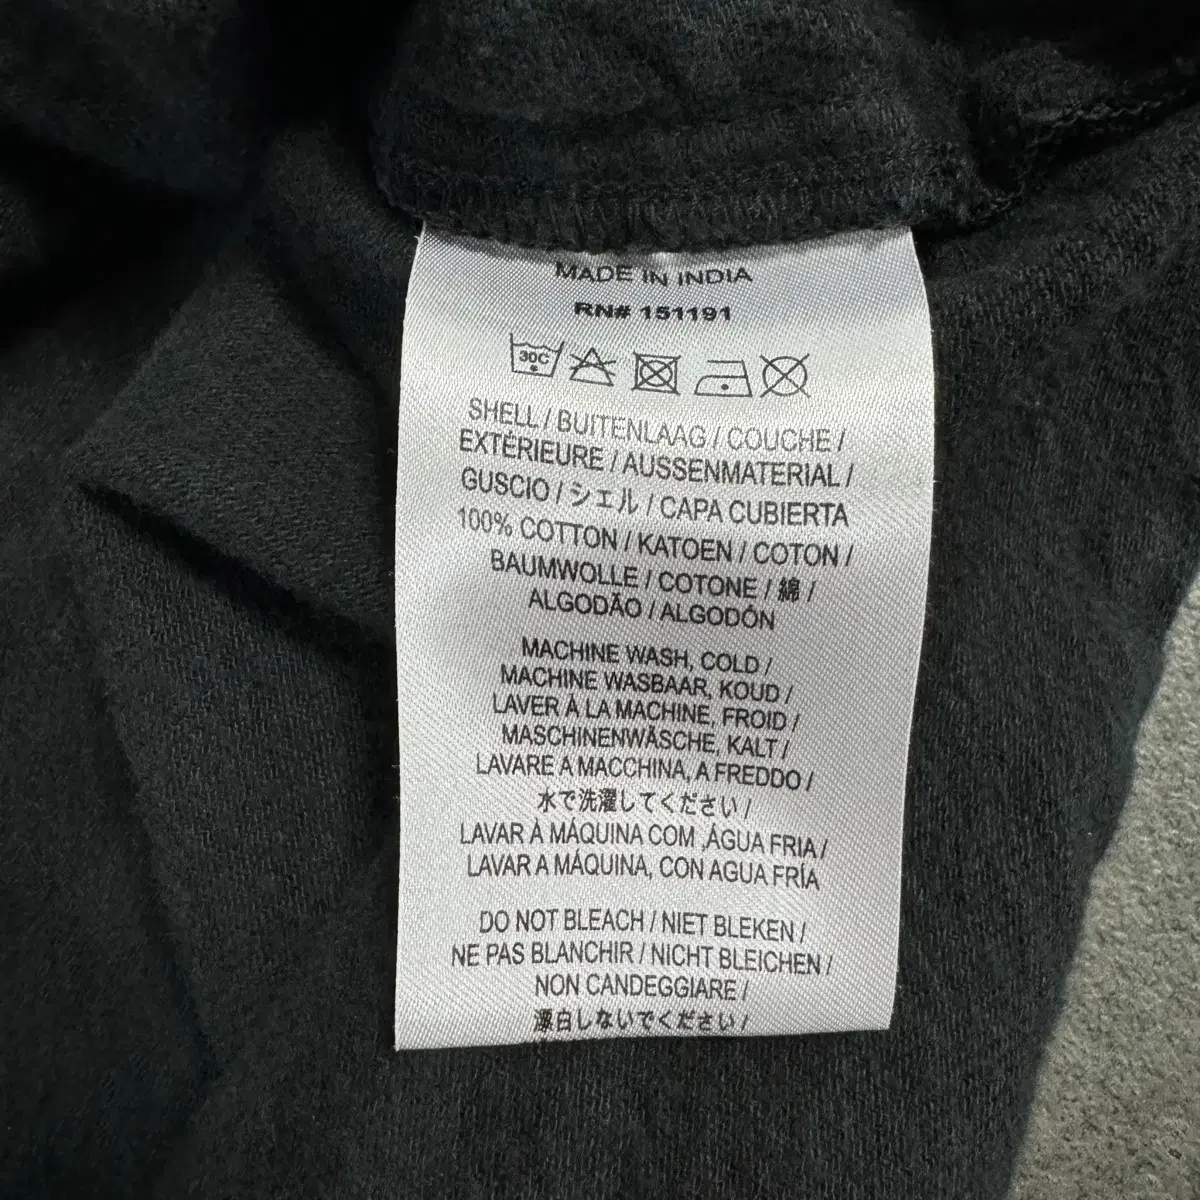 MADE IN INDIA
RN# 151191
30C
SHELL / BUITENLAAG / COUCHE /
EXTÉRIEURE / AUSSENMATERIAL /
GUSCIO / シェル / CAPA CUBIERTA
100% COTTON / KATOEN / COTON /
BAUMWOLLE / COTONE / 綿 /
ALGODÃO / ALGODÓN
MACHINE WASH, COLD /
MACHINE WASBAAR, KOUD /
LAVER À LA MACHINE, FROID /
MASCHINENWÄSCHE, KALT /
LAVARE A MACCHINA, A FREDDO /
水で洗濯してください /
LAVAR À MÁQUINA COM ,ÁGUA FRIA /
LAVAR A MÁQUINA, CON AGUA FRÍA
DO NOT BLEACH / NIET BLEKEN /
NE PAS BLANCHIR / NICHT BLEICHEN /
NON CANDEGGIARE /
漂白しないでください /